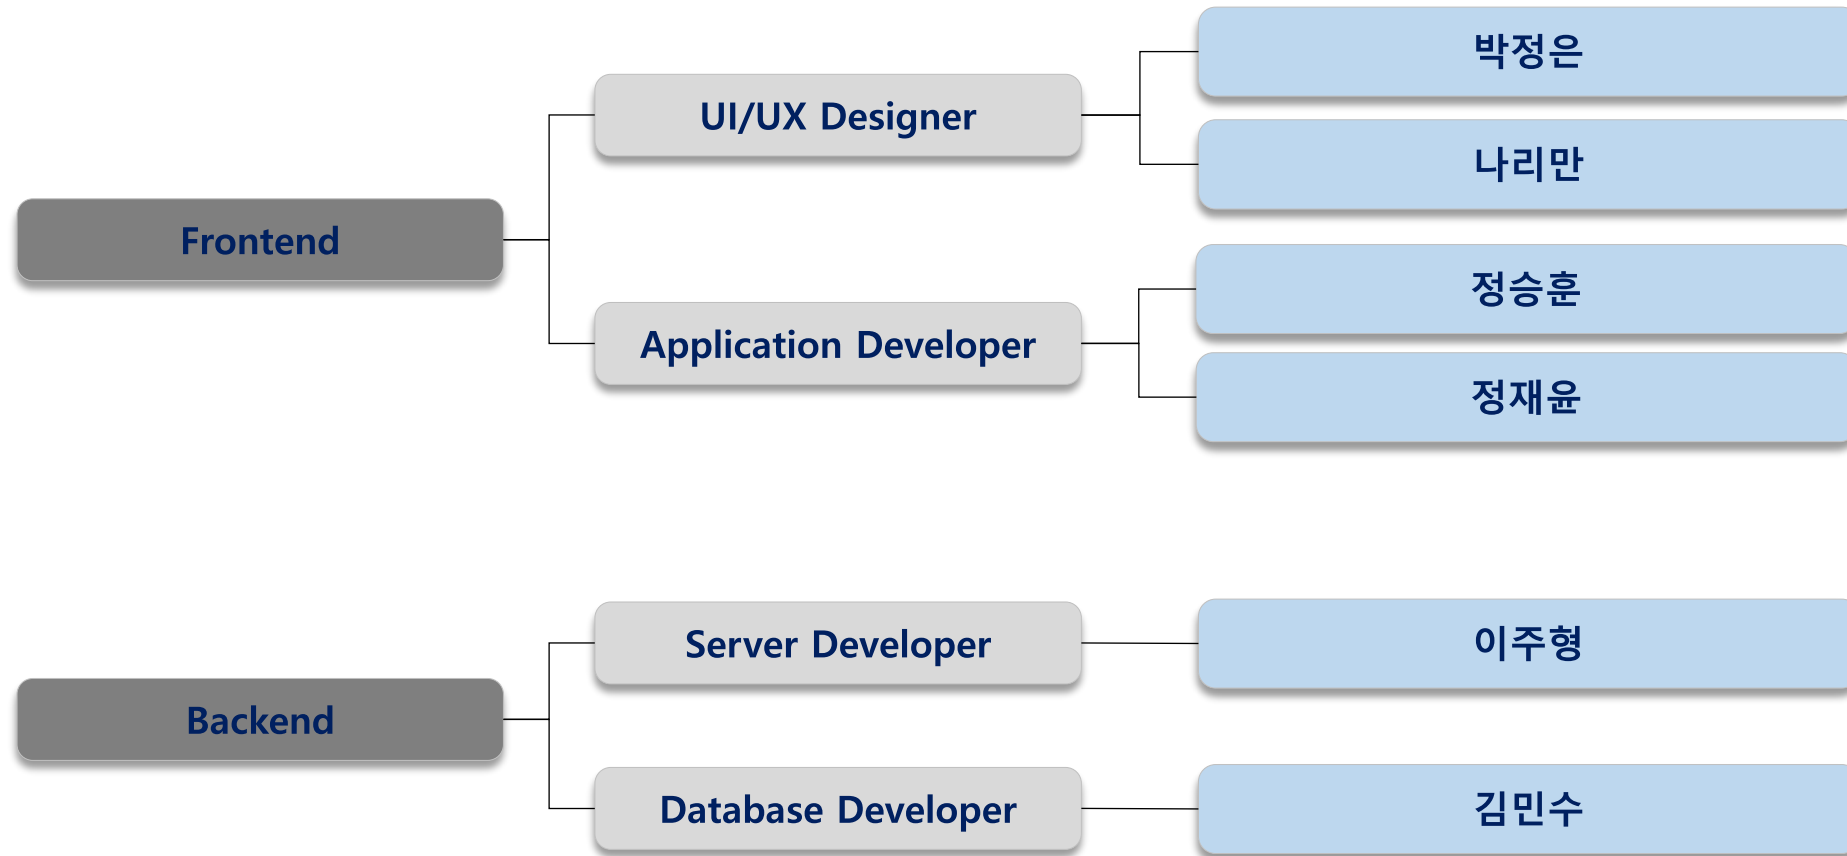 Frontend
UI/UX Designer
박정은
나리만
Application Developer
정승훈
정재윤
Backend
Server Developer
이주형
Database Developer
김민수